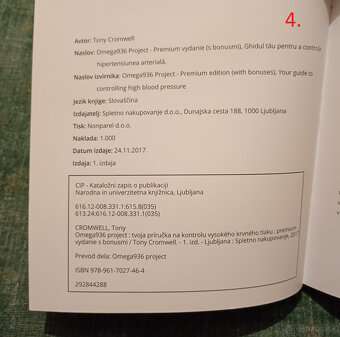 4.
Avtor: Tony Cromwell
Naslov: Omega936 Project - Premium vydanie (s bonusmi), Ghidul tău pentru a controla
hipertensiunea arterială.
Naslov izvirnika: Omega936 Project - Premium edition (with bonuses), Your guide to
controlling high blood pressure
Jezik knjige: Slovaščina
Izdajatelj: Spletno nakupovanje d.o.o., Dunajska cesta 188, 1000 Ljubljana
Tisk: Nonparel d.o.o.
Naklada: 1.000
Datum izdaje: 24.11.2017.
Izdaja: 1. izdaja
CIP - Kataložni zapis o publikaciji
Narodna in univerzitetna knjižnica, Ljubljana
616.12-008.331.1:615.8(035)
613.24:616.12-008.331.1(035)
CROMWELL, Tony
Omega936 project : tvoja príručka na kontrolu vysokého krvného tlaku : premium
vydanie s bonusmi / Tony Cromwell. - 1. izd. - Ljubljana : Spletno nakupovanje,
Prevod dela: Omega936 project
ISBN 978-961-7027-46-4
292844288